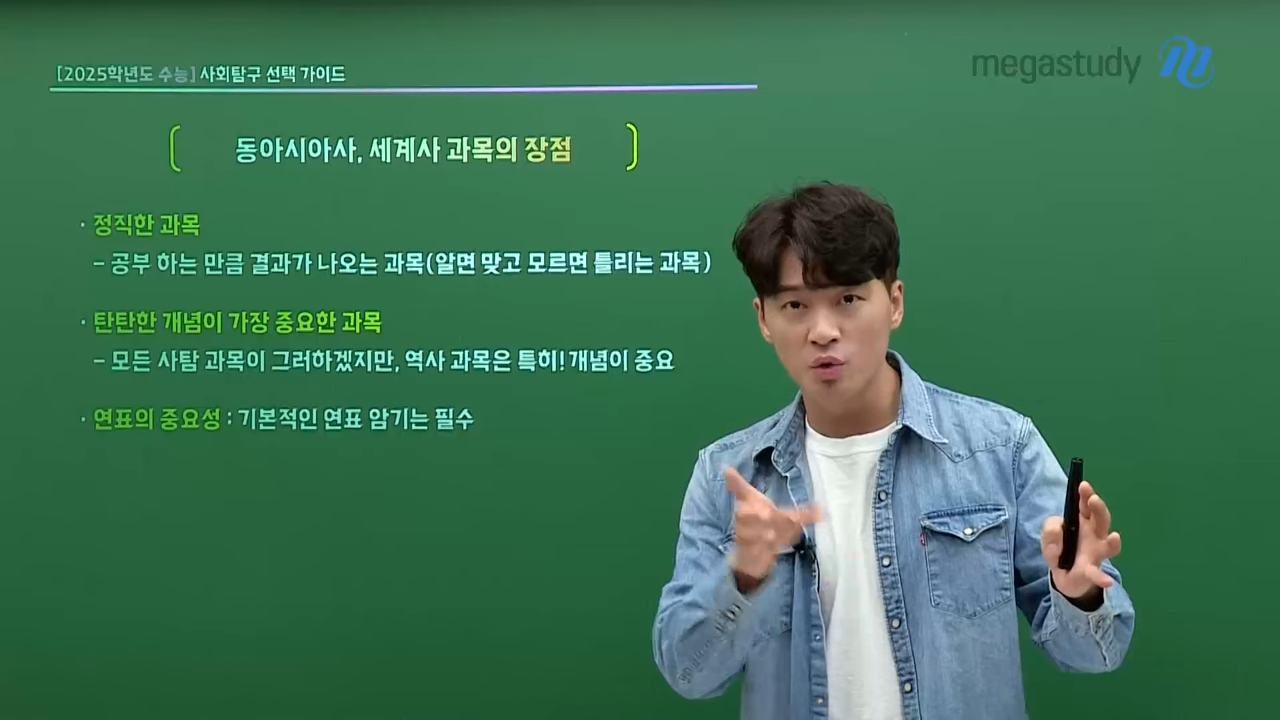 [2025학년도 수능] 사회탐구 선택 가이드
megastudy
동아시아사, 세계사 과목의 장점
· 정직한 과목
- 공부 하는 만큼 결과가 나오는 과목(알면 맞고 모르면 틀리는 과목)
· 탄탄한 개념이 가장 중요한 과목
- 모든 사탐 과목이 그러하겠지만, 역사 과목은 특히! 개념이 중요
· 연표의 중요성 : 기본적인 연표 암기는 필수